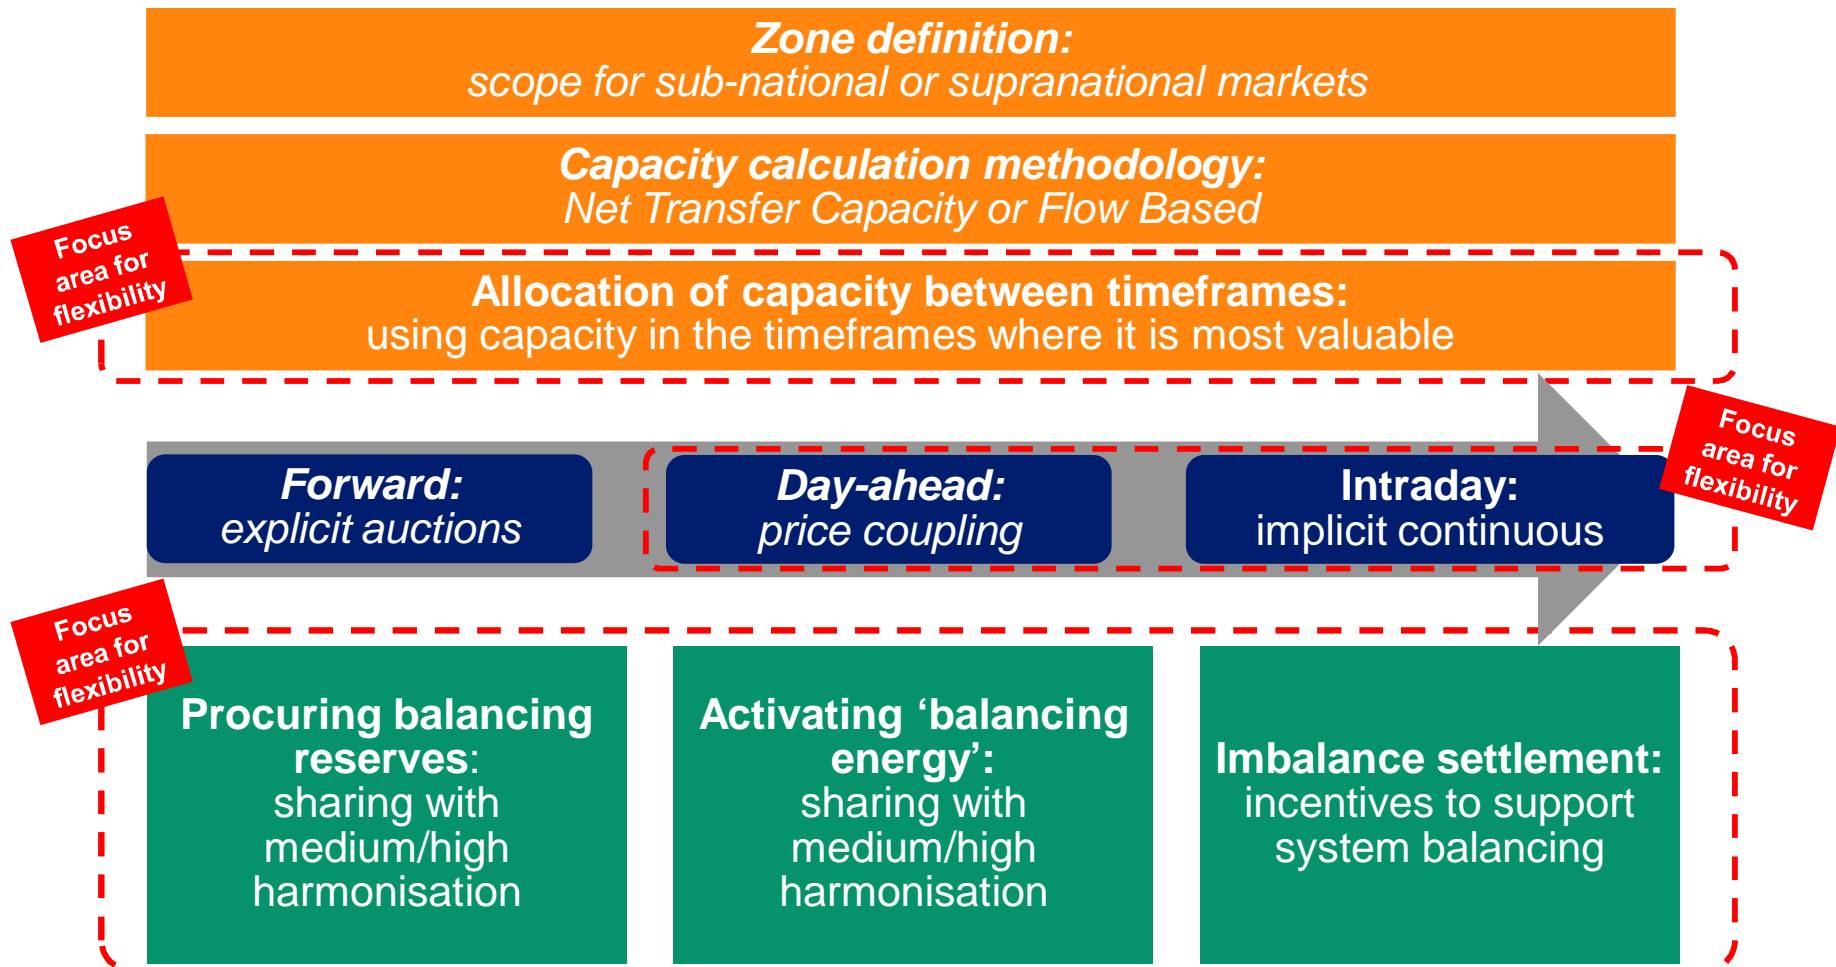 Zone definition:
scope for sub-national or supranational markets
Capacity calculation methodology:
Net Transfer Capacity or Flow Based
Focus
area for
flexibility
Allocation of capacity between timeframes:
using capacity in the timeframes where it is most valuable
Forward:
explicit auctions
Day-ahead:
price coupling
Intraday:
implicit continuous
Focus
area for
flexibility
Focus
area for
flexibility
Procuring balancing
reserves:
sharing with
medium/high
harmonisation
Activating ‘balancing
energy’:
sharing with
medium/high
harmonisation
Imbalance settlement:
incentives to support
system balancing